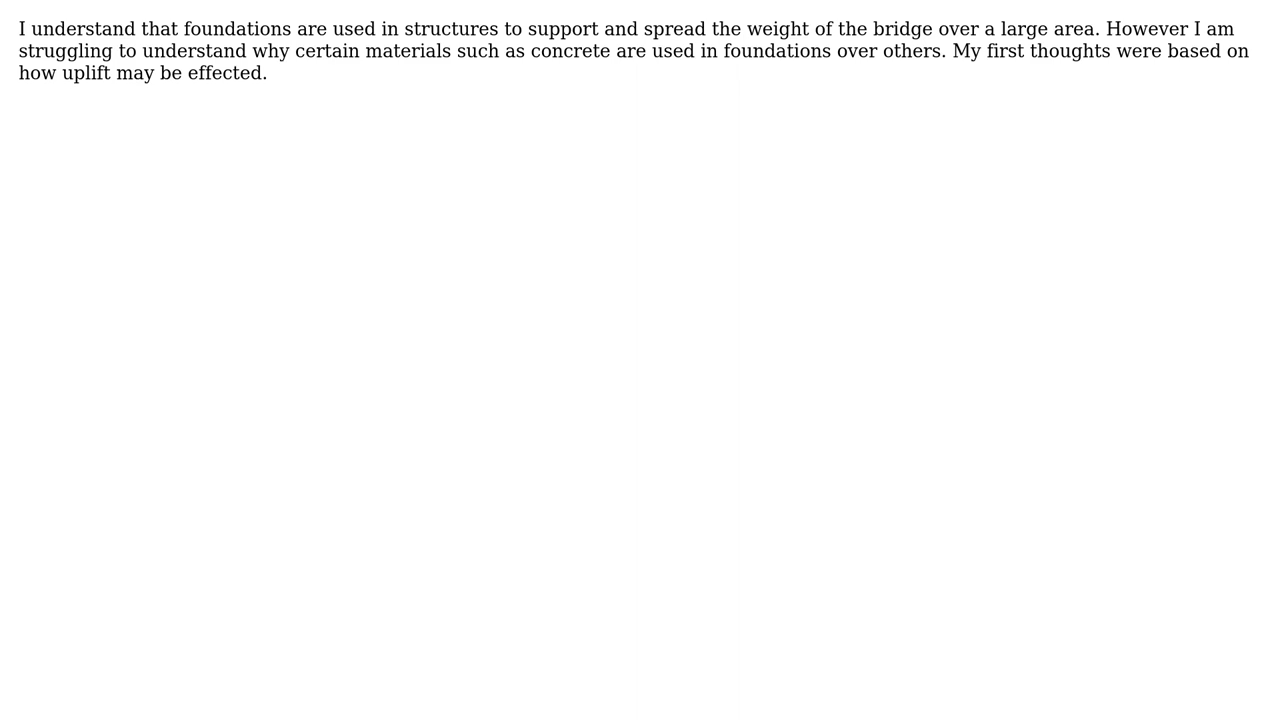 I understand that foundations are used in structures to support and spread the weight of the bridge over a large area. However I am
struggling to understand why certain materials such as concrete are used in foundations over others. My first thoughts were based on
how uplift may be effected.